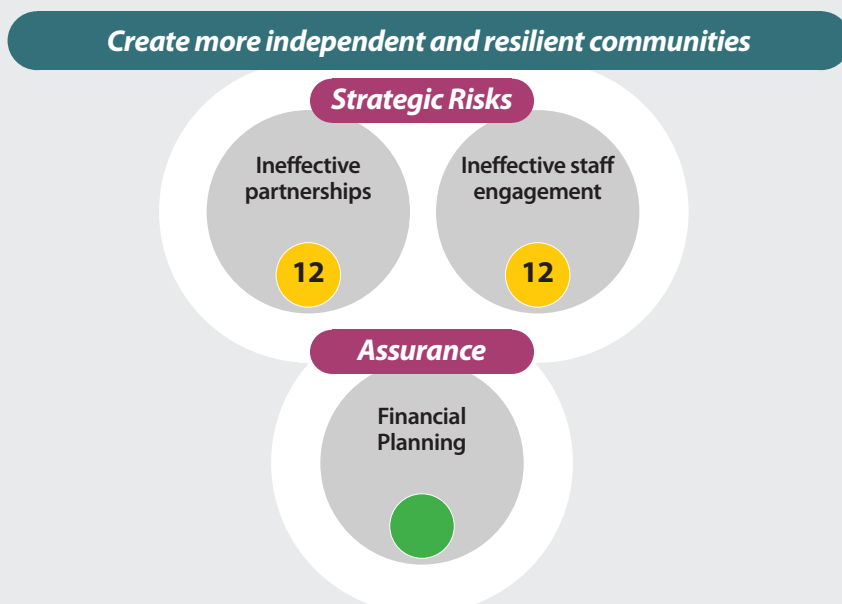 Create more independent and resilient communities
Strategic Risks
Ineffective
partnerships
12
Ineffective staff
engagement
12
Assurance
Financial
Planning